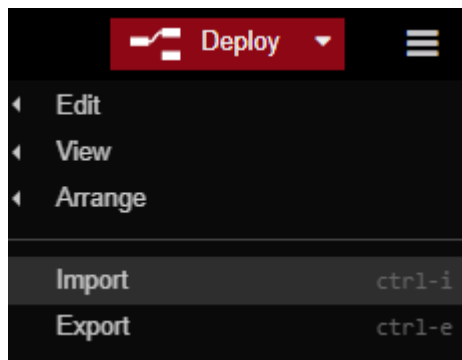 Deploy
Edit
View
Arrange
Import ctrl-i
Export ctrl-e